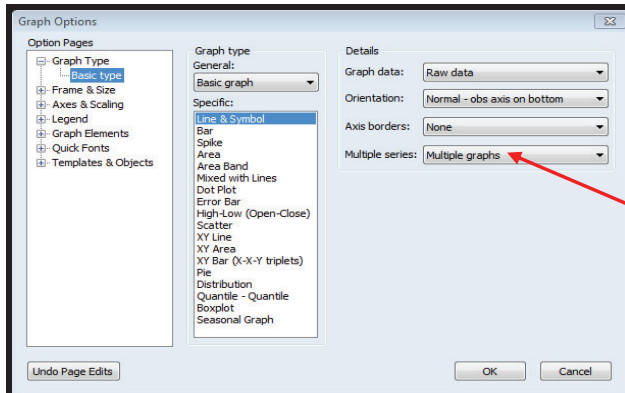 Graph Options
Option Pages
Graph Type
Basic type
Frame & Size
Axes & Scaling
Legend
Graph Elements
Quick Fonts
Templates & Objects
Graph type
General:
Basic graph
Specific:
Line & Symbol
Bar
Spike
Area
Area Band
Mixed with Lines
Dot Plot
Error Bar
High-Low (Open-Close)
Scatter
XY Line
XY Area
XY Bar (X-X-Y triplets)
Pie
Distribution
Quantile - Quantile
Boxplot
Seasonal Graph
Details
Graph data: Raw data
Orientation: Normal - obs axis on bottom
Axis borders: None
Multiple series: Multiple graphs
Undo Page Edits
OK
Cancel